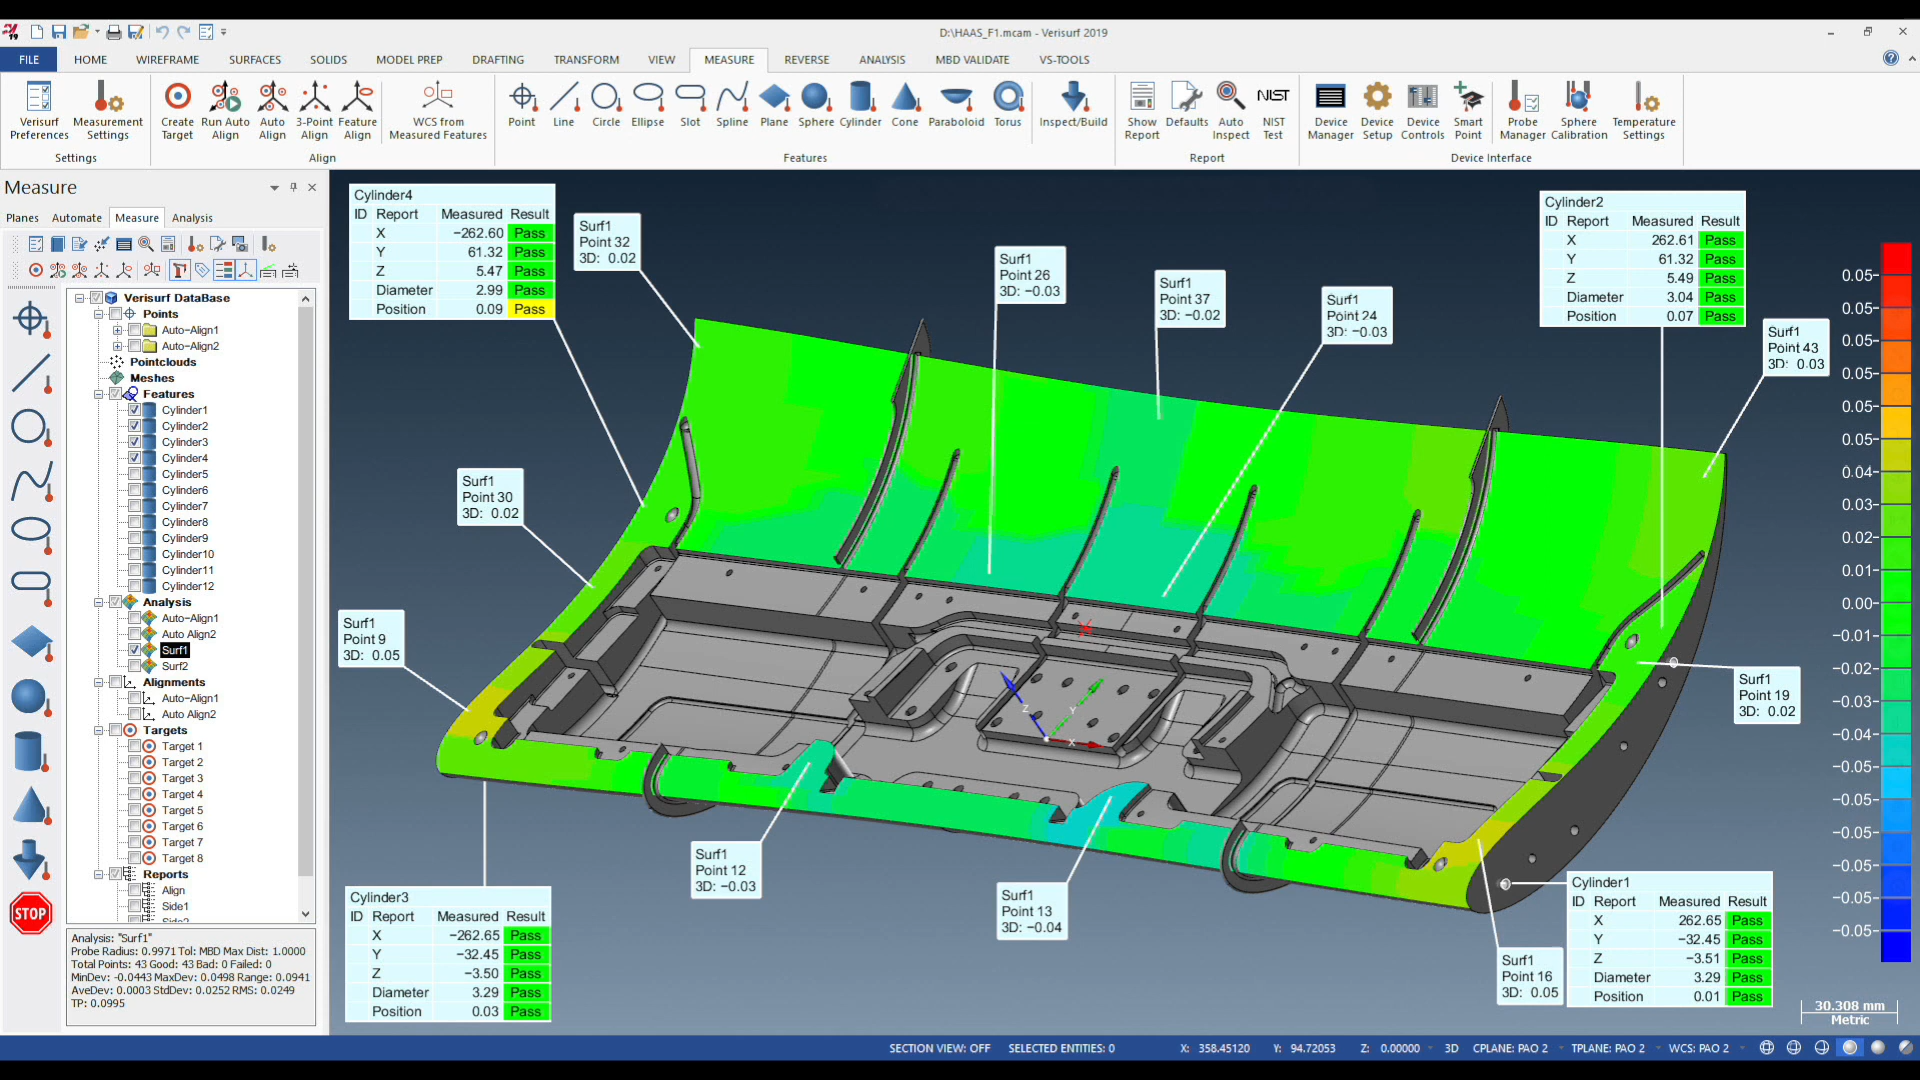 D:\HAAS_F1.mcam - Verisurf 2019
FILE HOME WIREFRAME SURFACES SOLIDS MODEL PREP DRAFTING TRANSFORM VIEW MEASURE REVERSE ANALYSIS MBD VALIDATE VS-TOOLS
Verisurf Preferences
Measurement Settings
Settings
Create Target
Run Auto Align
Auto Align
3-Point Align
Feature Align
WCS from Measured Features
Align
Point Line Circle Ellipse Slot Spline Plane Sphere Cylinder Cone Paraboloid Torus
Inspect/Build
Features
Show Report
Defaults
Auto Inspect
NIST
NIST Test
Report
Device Manager
Device Setup
Device Controls
Smart Point
Probe Manager
Sphere Calibration
Temperature Settings
Device Interface
Measure
Planes Automate Measure Analysis
Verisurf DataBase
Points
Auto-Align1
Auto-Align2
Pointclouds
Meshes
Features
Cylinder1
Cylinder2
Cylinder3
Cylinder4
Cylinder5
Cylinder6
Cylinder7
Cylinder8
Cylinder9
Cylinder10
Cylinder11
Cylinder12
Analysis
Auto-Align1
Auto Align2
Surf1
Surf2
Alignments
Auto-Align1
Auto Align2
Targets
Target 1
Target 2
Target 3
Target 4
Target 5
Target 6
Target 7
Target 8
Reports
Align
Side1
STOP
Analysis: "Surf1"
Probe Radius: 0.9971 Tol: MBD Max Dist: 1.0000
Total Points: 43 Good: 43 Bad: 0 Failed: 0
MinDev: -0.0443 MaxDev: 0.0498 Range: 0.0941
AveDev: 0.0003 StdDev: 0.0252 RMS: 0.0249
TP: 0.0995
Cylinder4
ID Report Measured Result
X −262.60 Pass
Y 61.32 Pass
Z 5.47 Pass
Diameter 2.99 Pass
Position 0.09 Pass
Surf1
Point 32
3D: 0.02
Surf1
Point 26
3D: −0.03
Surf1
Point 37
3D: −0.02
Surf1
Point 24
3D: −0.03
Cylinder2
ID Report Measured Result
X 262.61 Pass
Y 61.32 Pass
Z 5.49 Pass
Diameter 3.04 Pass
Position 0.07 Pass
Surf1
Point 43
3D: 0.03
Surf1
Point 30
3D: 0.02
Surf1
Point 9
3D: 0.05
Surf1
Point 19
3D: 0.02
Z Y X
Surf1
Point 12
3D: −0.03
Surf1
Point 13
3D: −0.04
Cylinder3
ID Report Measured Result
X −262.65 Pass
Y −32.45 Pass
Z −3.50 Pass
Diameter 3.29 Pass
Position 0.03 Pass
Surf1
Point 16
3D: 0.05
Cylinder1
ID Report Measured Result
X 262.65 Pass
Y −32.45 Pass
Z −3.51 Pass
Diameter 3.29 Pass
Position 0.01 Pass
0.05
0.05
0.05
0.05
0.05
0.05
0.04
0.03
0.02
0.01
0.00
−0.01
−0.02
−0.03
−0.04
−0.05
−0.05
−0.05
−0.05
−0.05
−0.05
30.308 mm
Metric
SECTION VIEW: OFF SELECTED ENTITIES: 0 X: 358.45120 Y: 94.72053 Z: 0.00000 3D CPLANE: PAO 2 TPLANE: PAO 2 WCS: PAO 2